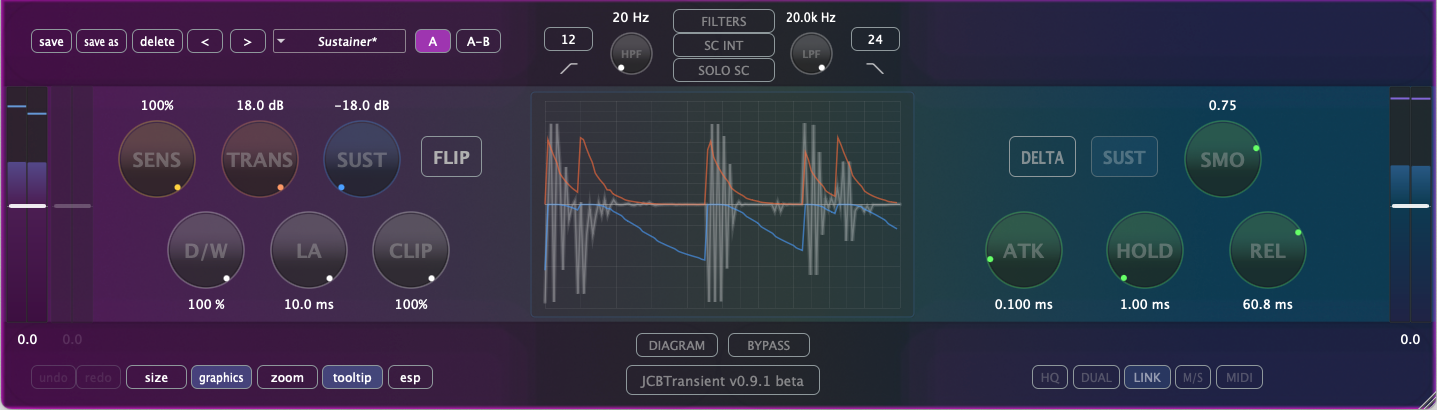 20 Hz FILTERS 20.0k Hz
save save as delete < > Sustainer* A A-B 12 HPF SC INT LPF 24
SOLO SC
100% 18.0 dB -18.0 dB 0.75
SENS TRANS SUST FLIP DELTA SUST SMO
D/W LA CLIP ATK HOLD REL
100 % 10.0 ms 100% 0.100 ms 1.00 ms 60.8 ms
0.0 0.0 DIAGRAM BYPASS 0.0
undo redo size graphics zoom tooltip esp JCBTransient v0.9.1 beta HQ DUAL LINK M/S MIDI